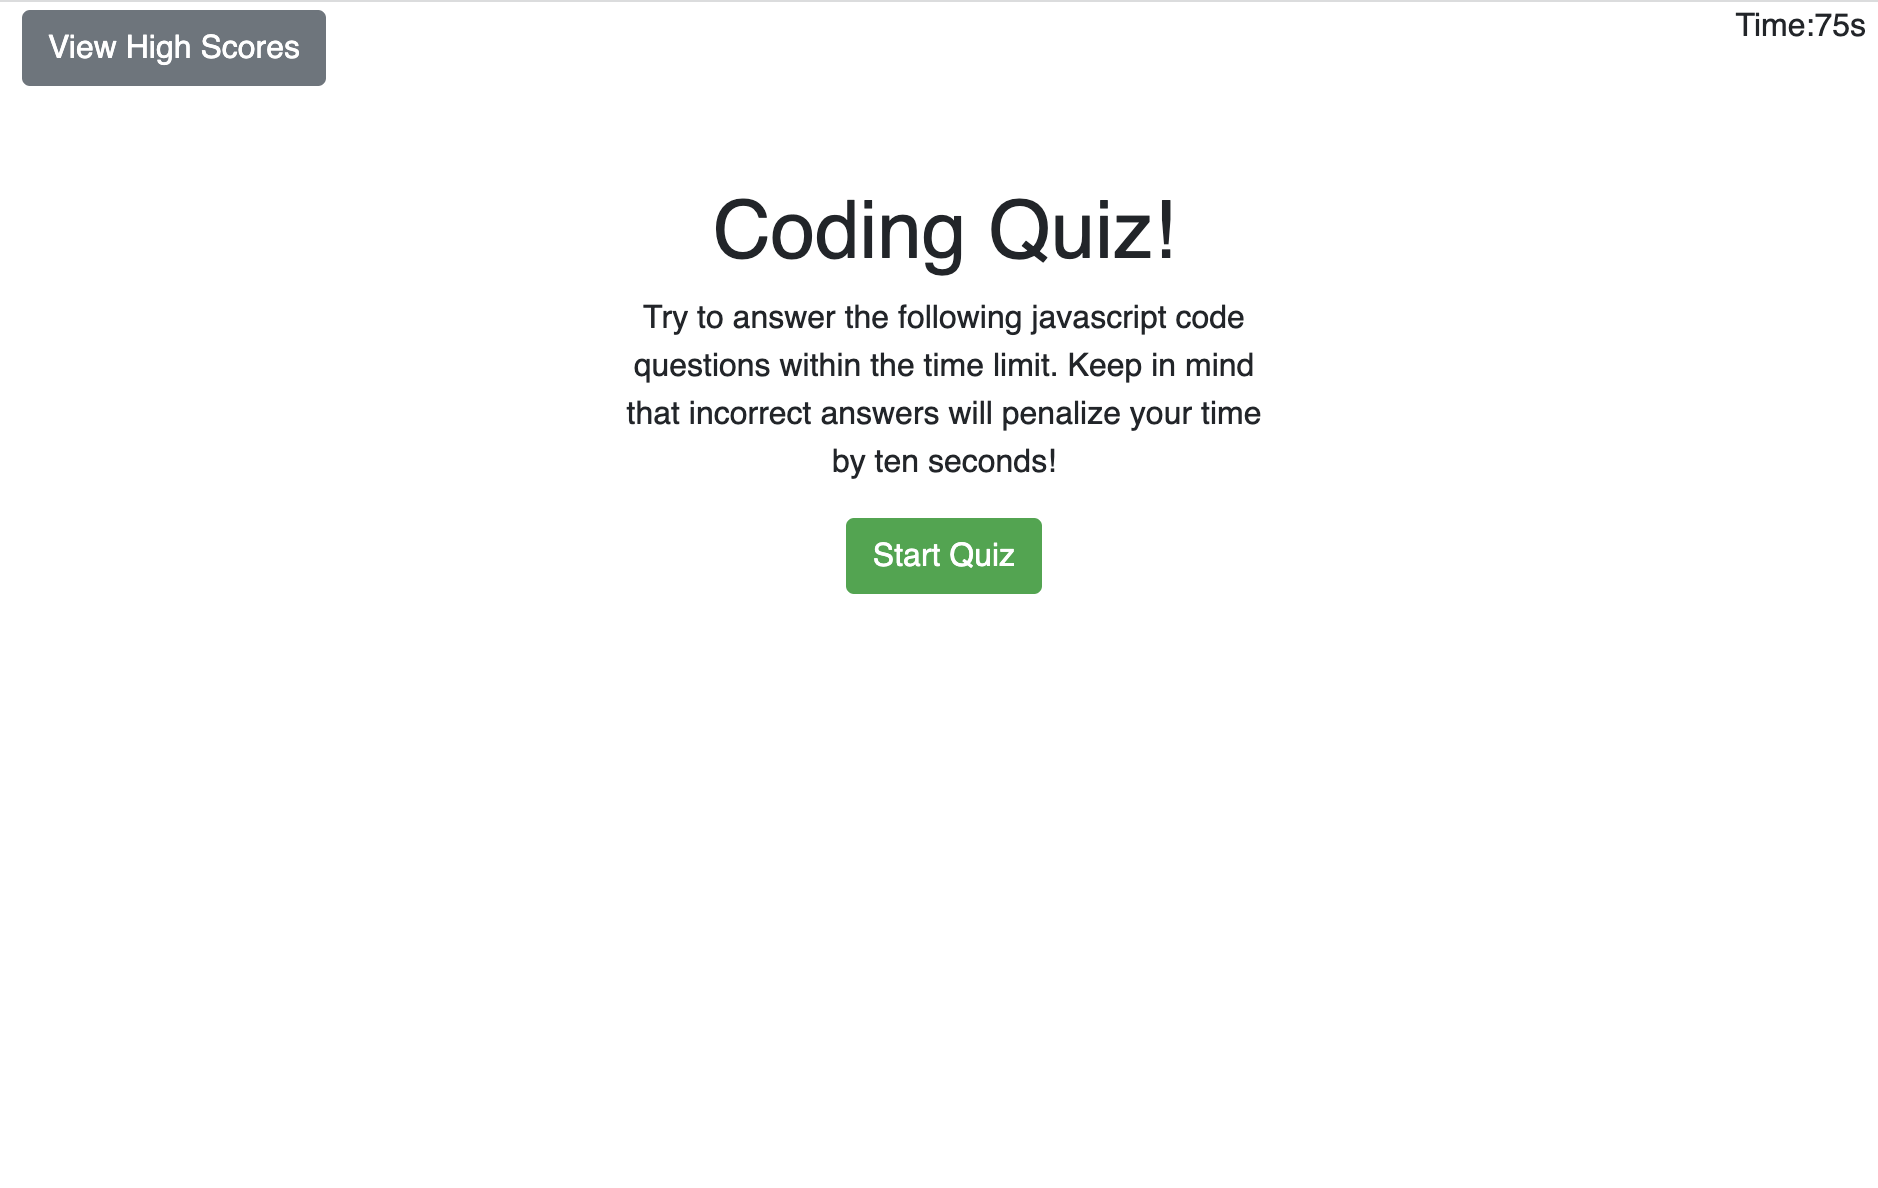 View High Scores
Time:75s
Coding Quiz!
Try to answer the following javascript code
questions within the time limit. Keep in mind
that incorrect answers will penalize your time
by ten seconds!
Start Quiz